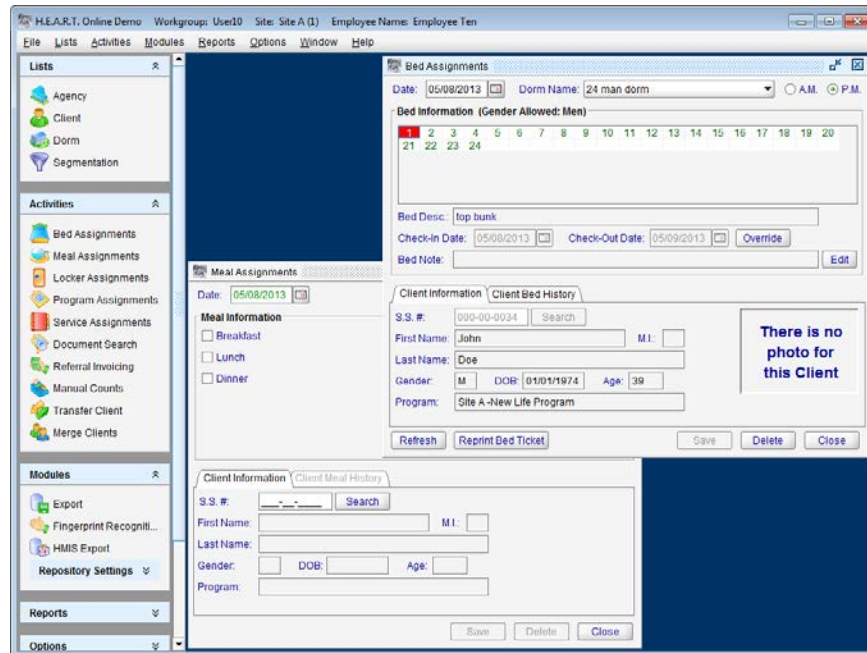 H.E.A.R.T. Online Demo Workgroup: User10 Site: Site A (1) Employee Name: Employee Ten
File Lists Activities Modules Reports Options Window Help
Lists
Agency
Client
Dorm
Segmentation
Activities
Bed Assignments
Meal Assignments
Locker Assignments
Program Assignments
Service Assignments
Document Search
Referral Invoicing
Manual Counts
Transfer Client
Merge Clients
Modules
Export
Fingerprint Recogniti...
HMIS Export
Repository Settings
Reports
Options
Bed Assignments
Date: 05/08/2013 Dorm Name: 24 man dorm A.M. P.M.
Bed Information (Gender Allowed: Men)
1 2 3 4 5 6 7 8 9 10 11 12 13 14 15 16 17 18 19 20
21 22 23 24
Bed Desc.: top bunk
Check-In Date: 05/08/2013 Check-Out Date: 05/09/2013 Override
Bed Note: Edit
Client Information Client Bed History
S.S. #: 000-00-0034 Search
First Name: John M.I.:
Last Name: Doe
Gender: M DOB: 01/01/1974 Age: 39
Program: Site A -New Life Program
There is no
photo for
this Client
Refresh Reprint Bed Ticket Save Delete Close
Meal Assignments
Date: 05/08/2013
Meal Information
Breakfast
Lunch
Dinner
Client Information Client Meal History
S.S. #: ___-__-____ Search
First Name: M.I.:
Last Name:
Gender: DOB: Age:
Program:
Save Delete Close